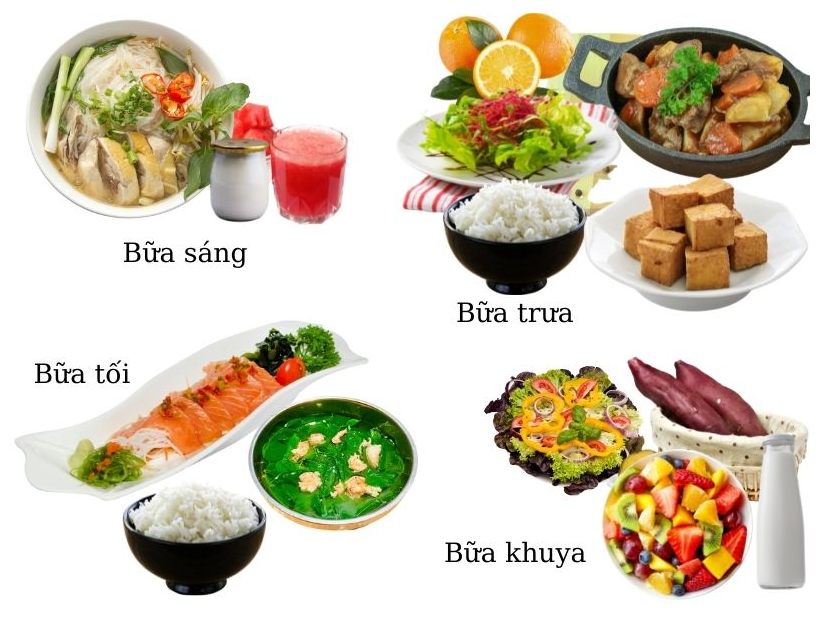 Bữa sáng
Bữa trưa
Bữa tối
Bữa khuya